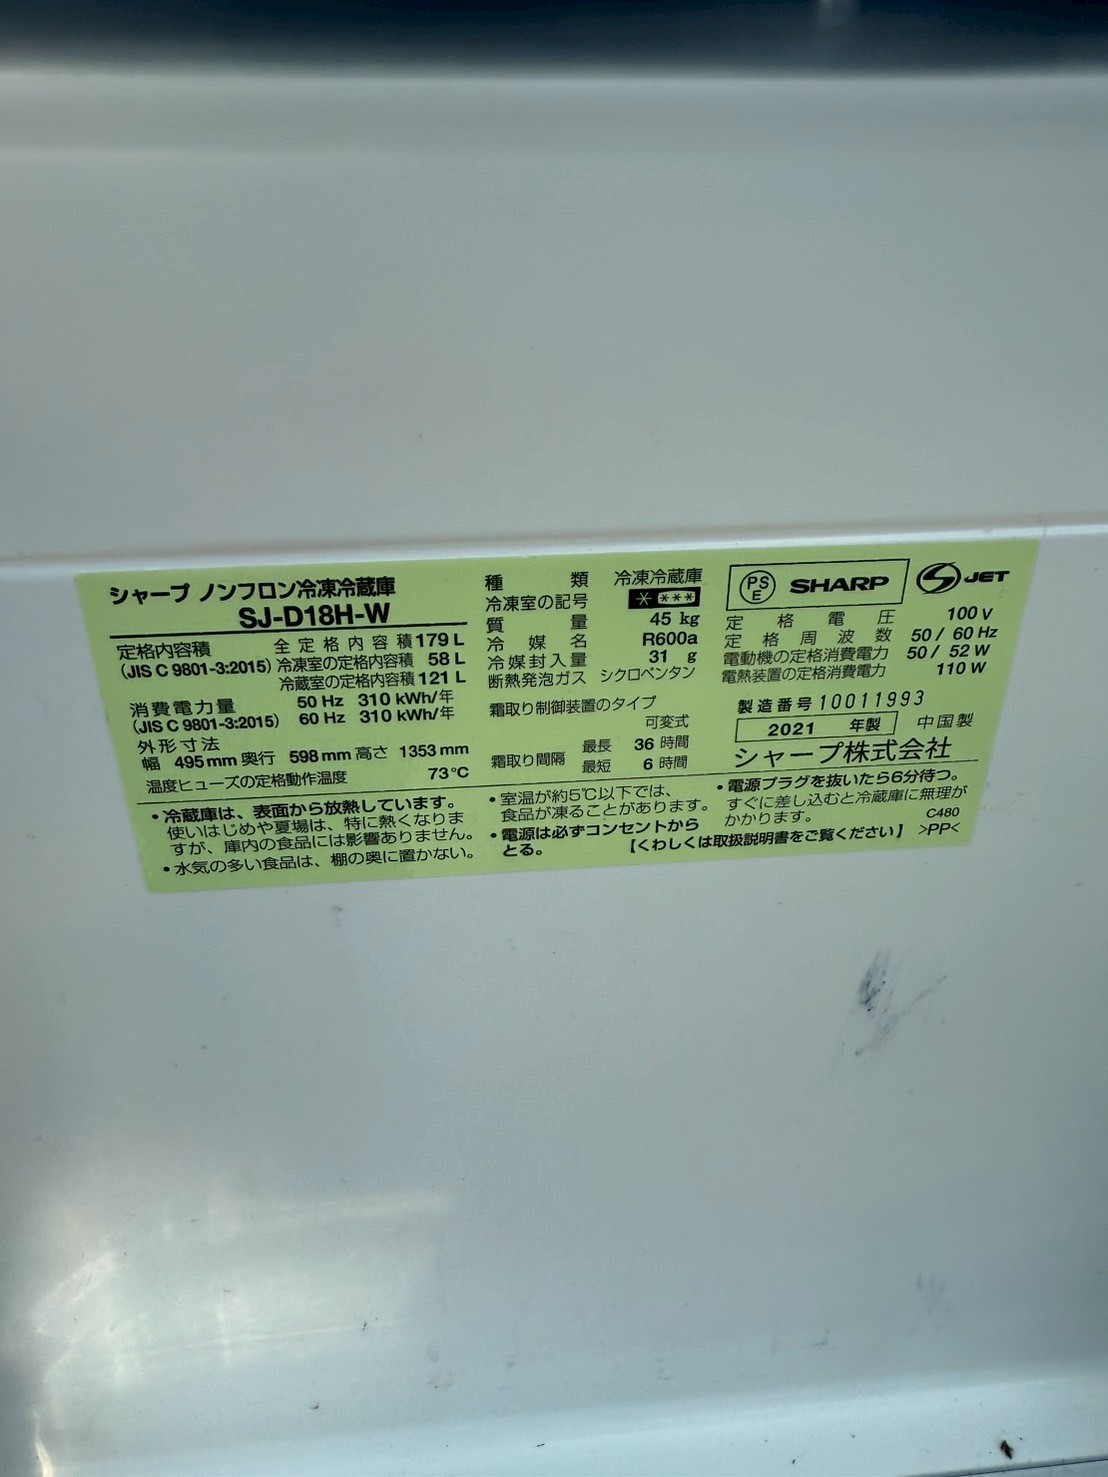 シャープ ノンフロン冷凍冷蔵庫
SJ-D18H-W
定格内容積 全定格内容積 179 L
(JIS C 9801-3:2015) 冷凍室の定格内容積 58 L
冷蔵室の定格内容積 121 L
消費電力量 50 Hz 310 kWh/年
(JIS C 9801-3:2015) 60 Hz 310 kWh/年
外形寸法
幅 495 mm 奥行 598 mm 高さ 1353 mm
温度ヒューズの定格動作温度 73℃
種類 冷凍冷蔵庫
冷凍室の記号 * ***
質量 45 kg
冷媒名 R600a
冷媒封入量 31 g
断熱発泡ガス シクロペンタン
霜取り制御装置のタイプ
可変式
霜取り間隔 最長 36 時間
最短 6 時間
PS
E
SHARP
S JET
定格電圧 100 V
定格周波数 50 / 60 Hz
電動機の定格消費電力 50 / 52 W
電熱装置の定格消費電力 110 W
製造番号 10011993
2021 年製 中国製
シャープ株式会社
・冷蔵庫は、表面から放熱しています。
使いはじめや夏場は、特に熱くなりま
すが、庫内の食品には影響ありません。
・水気の多い食品は、棚の奥に置かない。
・室温が約5℃以下では、
食品が凍ることがあります。
・電源は必ずコンセントから
とる。
・電源プラグを抜いたら6分待つ。
すぐに差し込むと冷蔵庫に無理が
かかります。
C480
【くわしくは取扱説明書をご覧ください】 >PP<